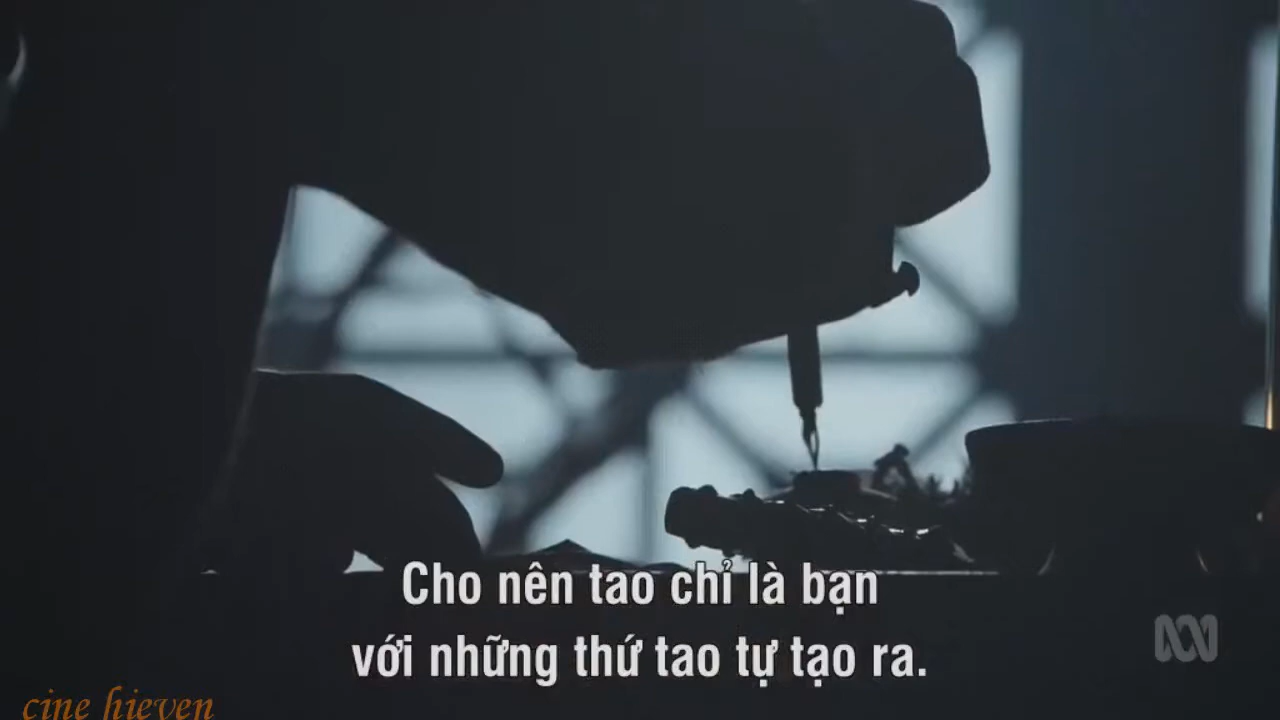 Cho nên tao chỉ là bạn
với những thứ tao tự tạo ra.
cine hieven